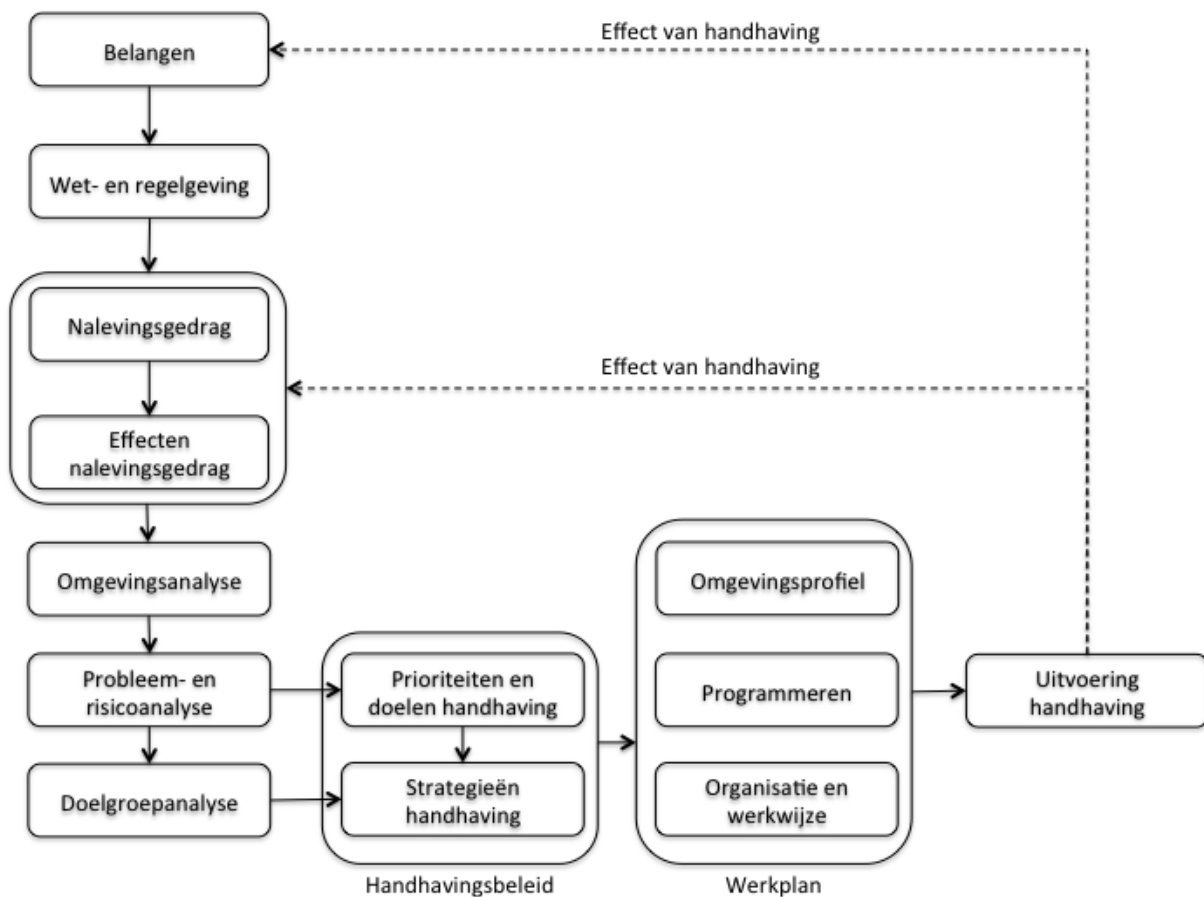 Effect van handhaving
Belangen
Wet- en regelgeving
Nalevingsgedrag
Effect van handhaving
Effecten
nalevingsgedrag
Omgevingsanalyse
Omgevingsprofiel
Probleem- en
risicoanalyse
Prioriteiten en
doelen handhaving
Programmeren
Uitvoering
handhaving
Doelgroepanalyse
Strategieën
handhaving
Organisatie en
werkwijze
Handhavingsbeleid
Werkplan